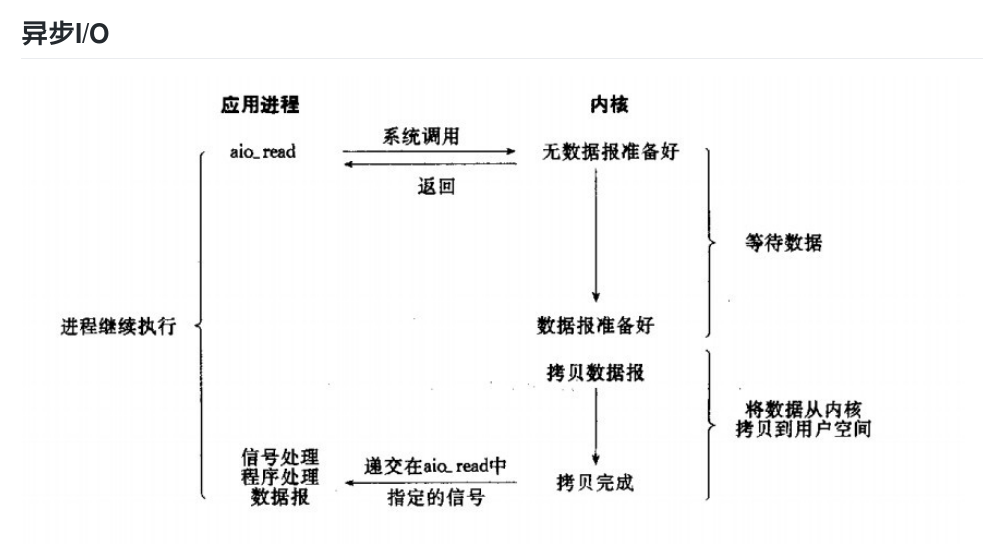 异步I/O
应用进程
内核
aio_read
系统调用
无数据报准备好
返回
等待数据
进程继续执行
数据报准备好
拷贝数据报
将数据从内核
拷贝到用户空间
信号处理
程序处理
数据报
递交在aio_read中
指定的信号
拷贝完成